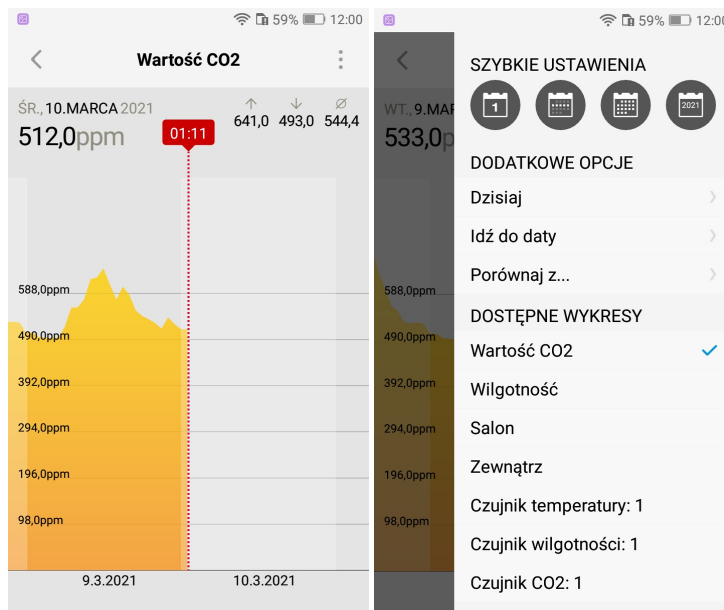 59% 12:00
Wartość CO2
ŚR., 10.MARCA 2021
512,0ppm
641,0 493,0 544,4
01:11
588,0ppm
490,0ppm
392,0ppm
294,0ppm
196,0ppm
98,0ppm
9.3.2021 10.3.2021
59% 12:00
WT., 9.MAR
533,0p
588,0ppm
490,0ppm
392,0ppm
294,0ppm
196,0ppm
98,0ppm
SZYBKIE USTAWIENIA
1
2021
DODATKOWE OPCJE
Dzisiaj
Idź do daty
Porównaj z...
DOSTĘPNE WYKRESY
Wartość CO2
Wilgotność
Salon
Zewnątrz
Czujnik temperatury: 1
Czujnik wilgotności: 1
Czujnik CO2: 1